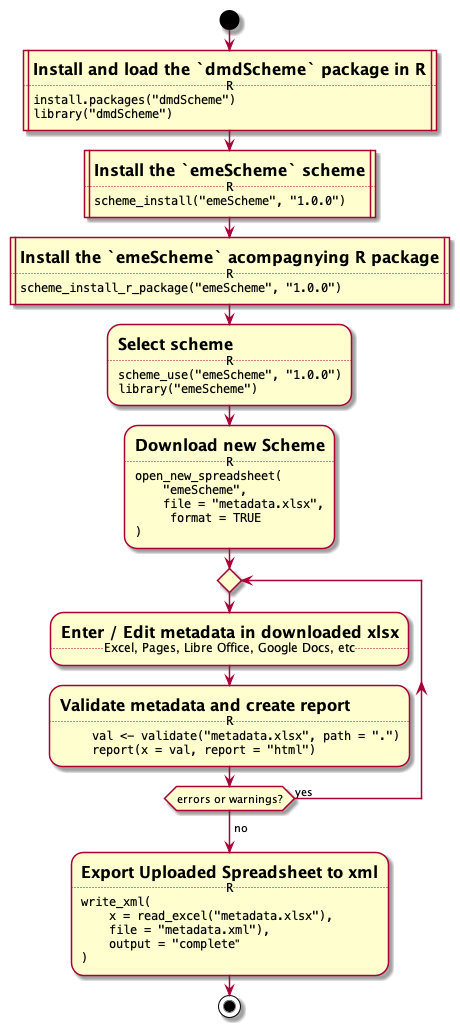 Install and load the `dmdScheme` package in R
R
install.packages("dmdScheme")
library("dmdScheme")
Install the `emeScheme` scheme
R
scheme_install("emeScheme", "1.0.0")
Install the `emeScheme` acompagnying R package
R
scheme_install_r_package("emeScheme", "1.0.0")
Select scheme
R
scheme_use("emeScheme", "1.0.0")
library("emeScheme")
Download new Scheme
R
open_new_spreadsheet(
    "emeScheme",
    file = "metadata.xlsx",
     format = TRUE
)
Enter / Edit metadata in downloaded xlsx
Excel, Pages, Libre Office, Google Docs, etc
Validate metadata and create report
R
val <- validate("metadata.xlsx", path = ".")
report(x = val, report = "html")
errors or warnings?
yes
no
Export Uploaded Spreadsheet to xml
R
write_xml(
    x = read_excel("metadata.xlsx"),
    file = "metadata.xml"),
    output = "complete"
)